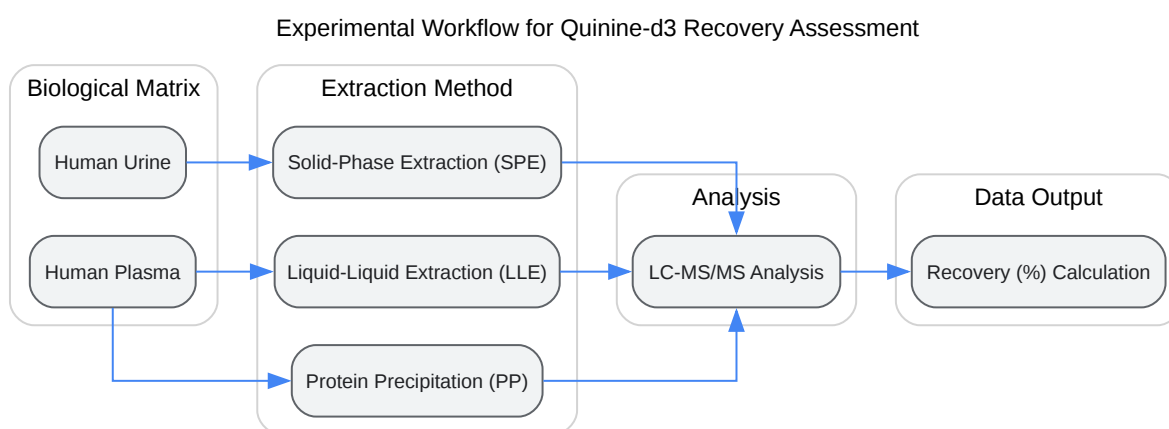 Experimental Workflow for Quinine-d3 Recovery Assessment
Biological Matrix
Human Urine
Human Plasma
Extraction Method
Solid-Phase Extraction (SPE)
Liquid-Liquid Extraction (LLE)
Protein Precipitation (PP)
Analysis
LC-MS/MS Analysis
Data Output
Recovery (%) Calculation